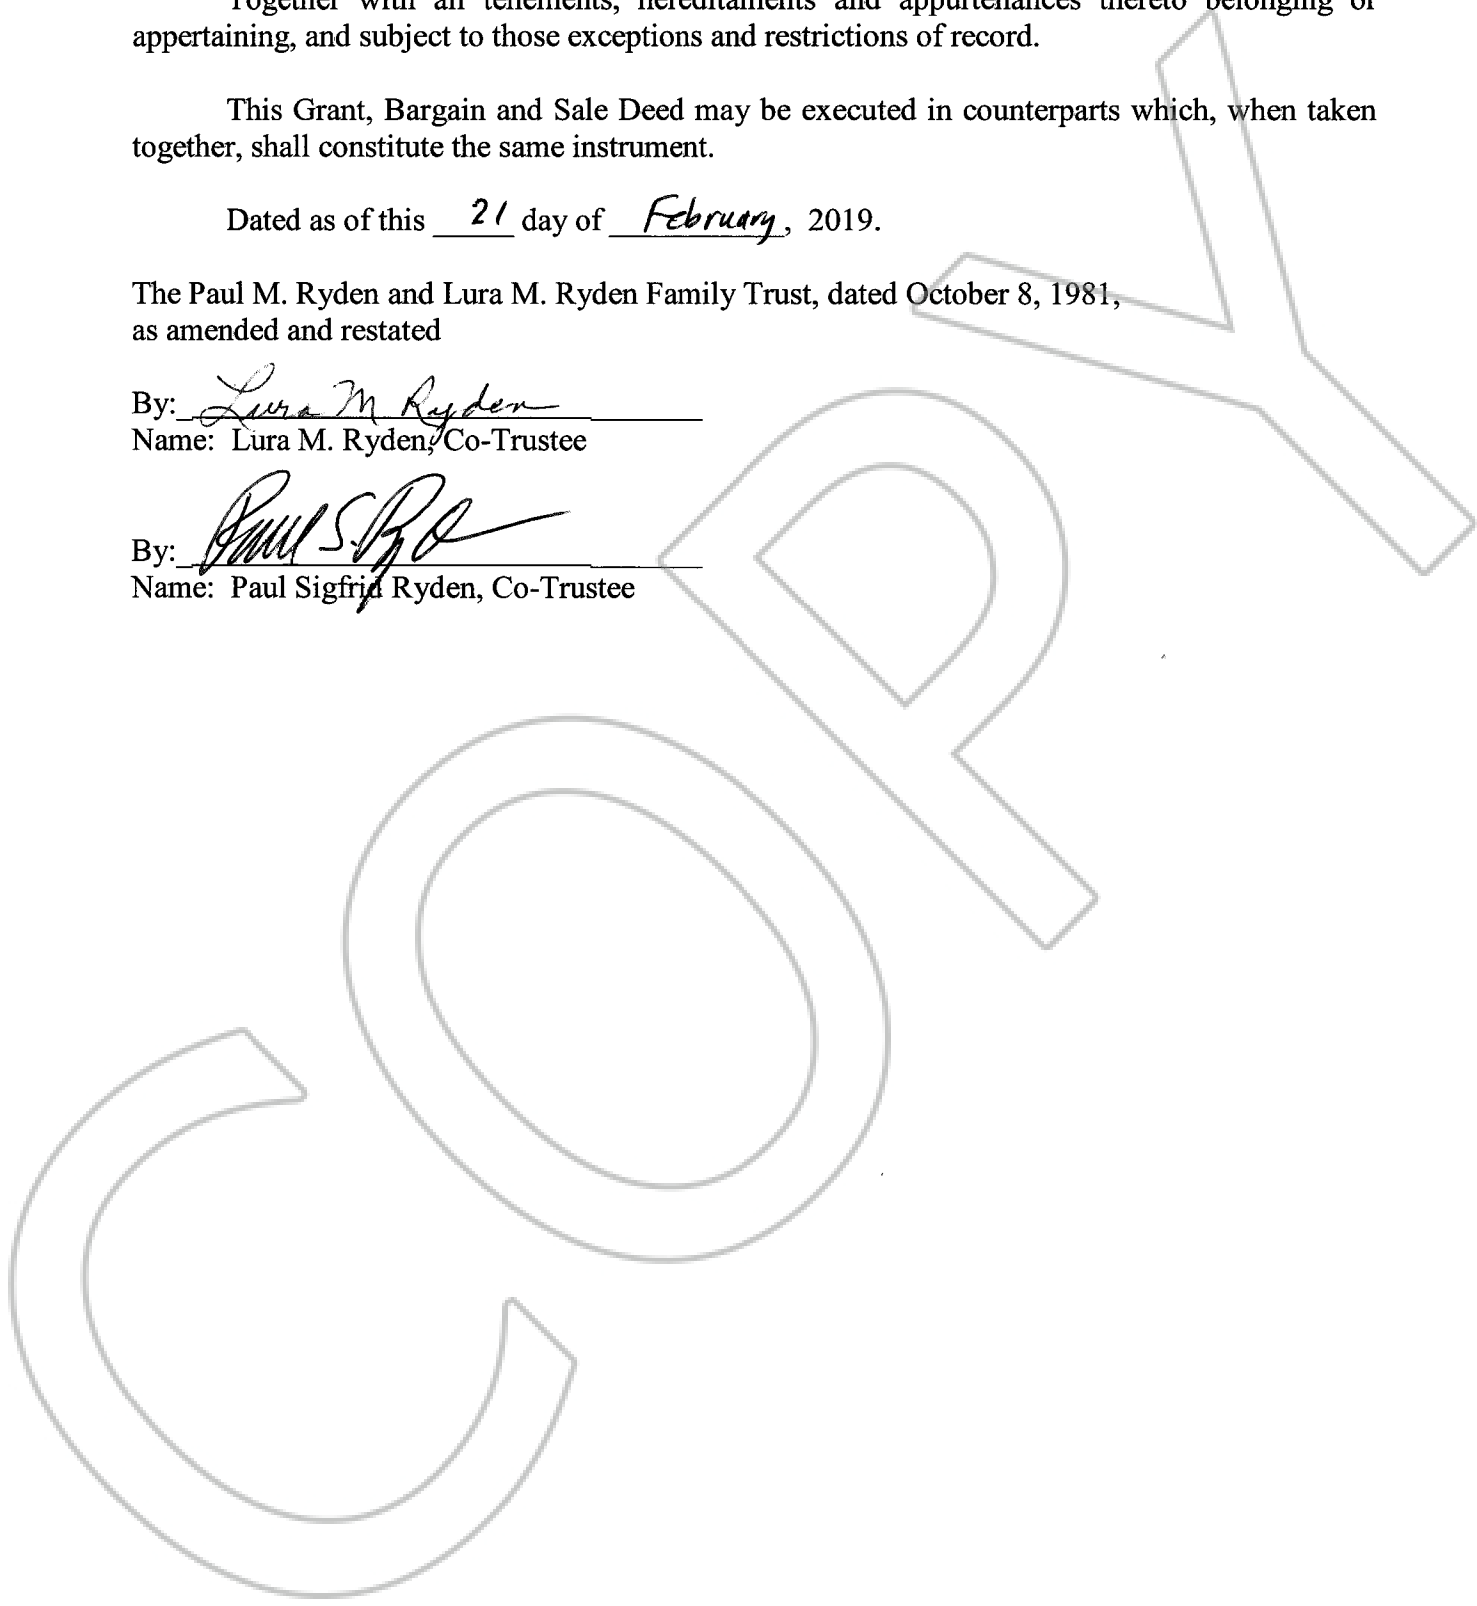 Together with all tenements, hereditaments and appurtenances thereto belonging or
appertaining, and subject to those exceptions and restrictions of record.
This Grant, Bargain and Sale Deed may be executed in counterparts which, when taken
together, shall constitute the same instrument.
Dated as of this 21 day of February, 2019.
The Paul M. Ryden and Lura M. Ryden Family Trust, dated October 8, 1981,
as amended and restated
By: Lura M Ryden
Name: Lura M. Ryden, Co-Trustee
By: Paul S. Ryden
Name: Paul Sigfrid Ryden, Co-Trustee
COPY